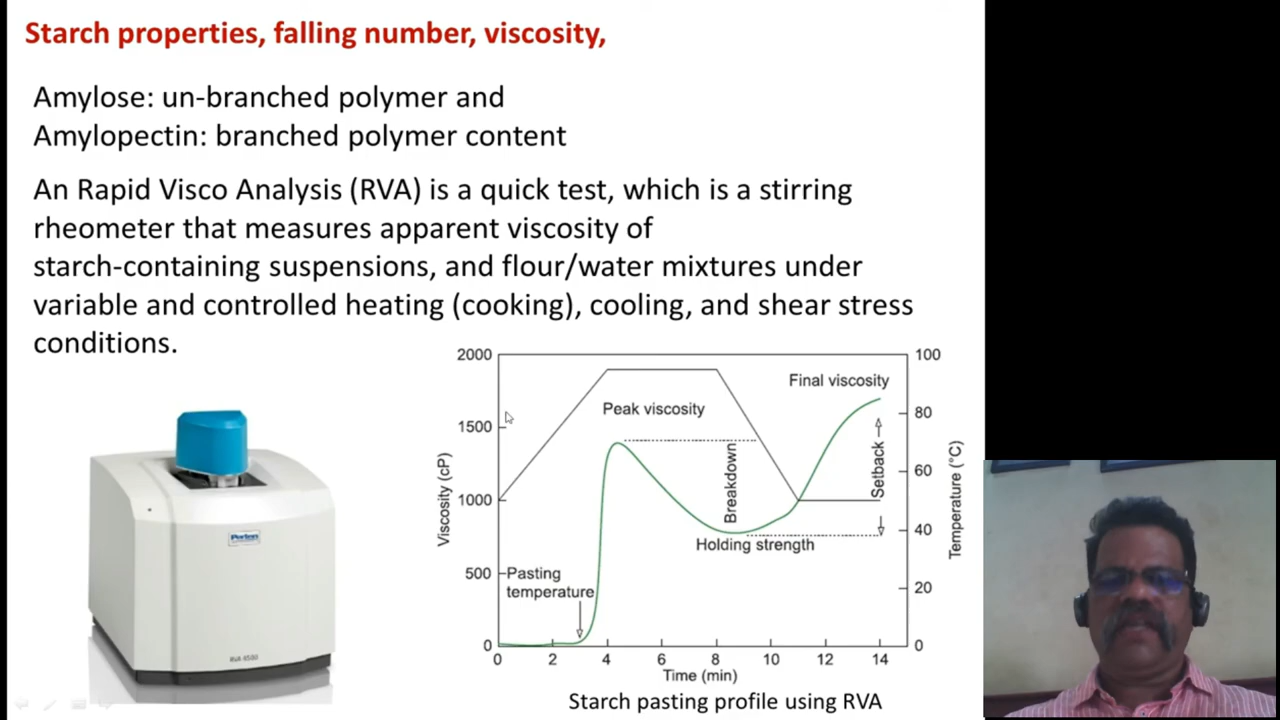 Starch properties, falling number, viscosity,
Amylose: un-branched polymer and
Amylopectin: branched polymer content
An Rapid Visco Analysis (RVA) is a quick test, which is a stirring
rheometer that measures apparent viscosity of
starch-containing suspensions, and flour/water mixtures under
variable and controlled heating (cooking), cooling, and shear stress
conditions.
2000
1500
1000
500
0
Viscosity (cP)
100
80
60
40
20
0
Temperature (°C)
Final viscosity
Peak viscosity
Breakdown
Setback
Holding strength
Pasting
temperature
0 2 4 6 8 10 12 14
Time (min)
Starch pasting profile using RVA
Perten
RVA 4500